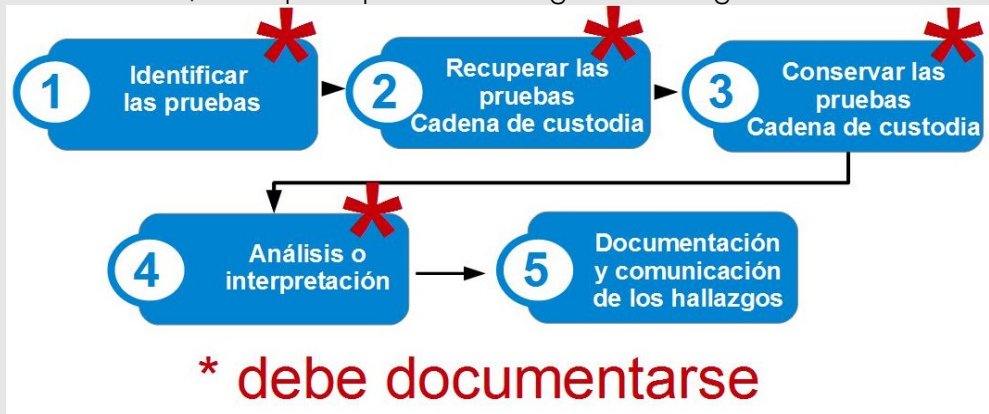 1
Identificar
las pruebas
*
2
Recuperar las
pruebas
Cadena de custodia
*
3
Conservar las
pruebas
Cadena de custodia
*
4
Análisis o
interpretación
*
5
Documentación
y comunicación
de los hallazgos
* debe documentarse